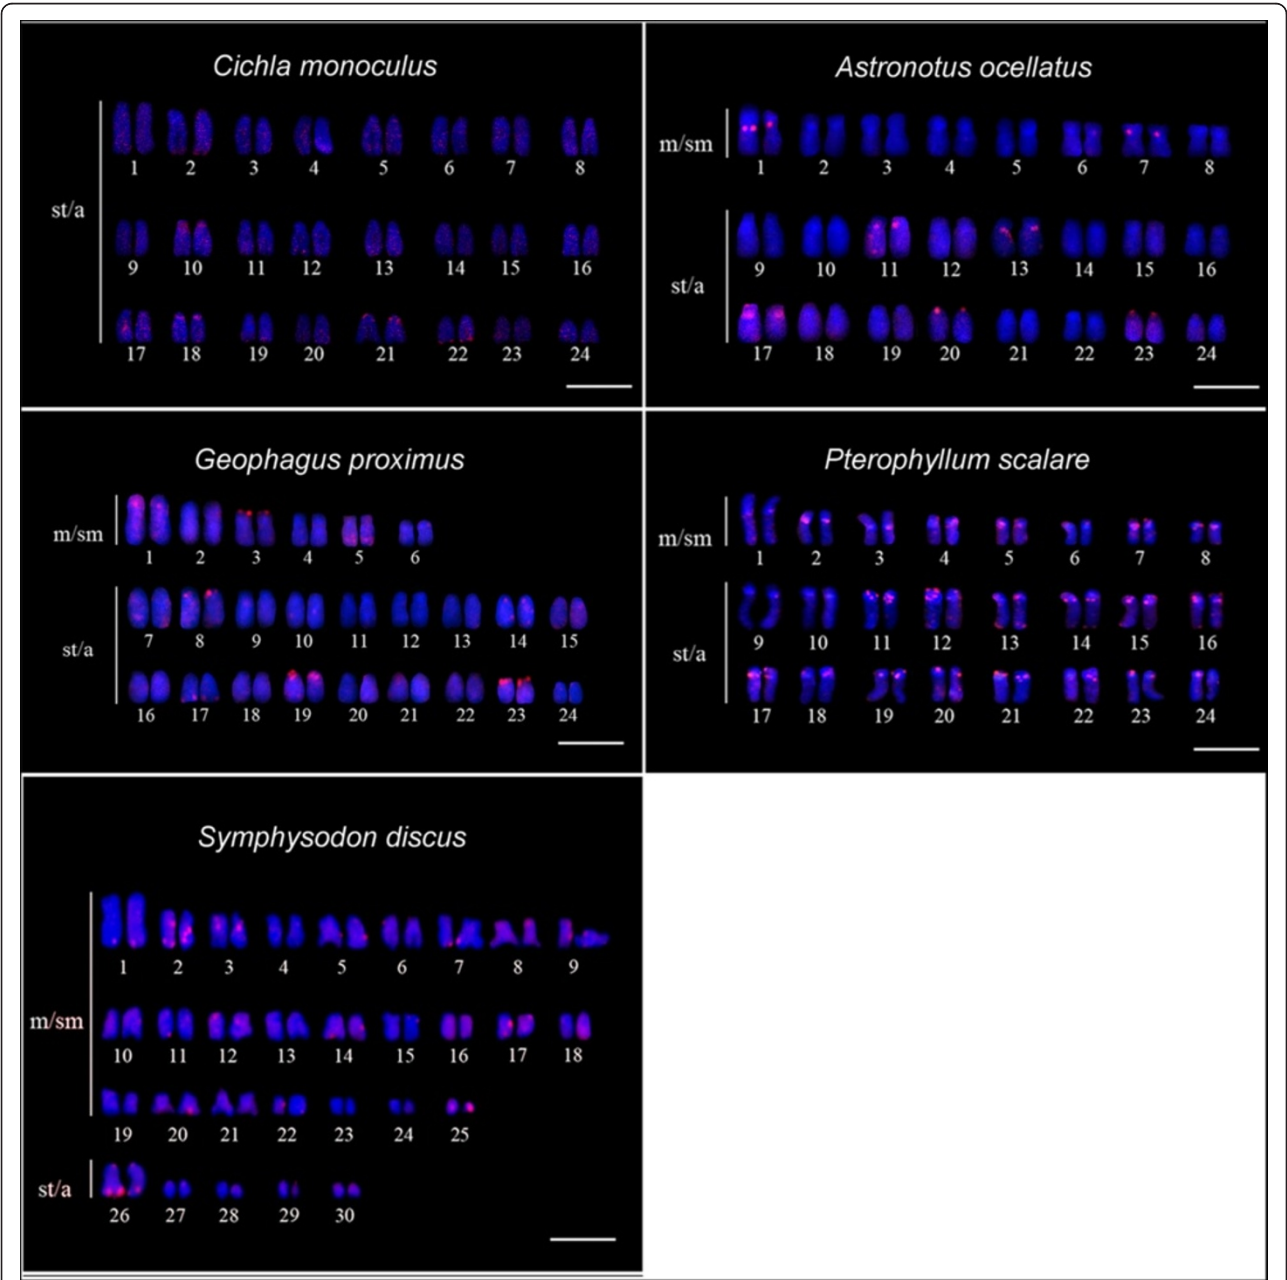 Cichla monoculus
1 2 3 4 5 6 7 8
st/a
9 10 11 12 13 14 15 16
17 18 19 20 21 22 23 24
Astronotus ocellatus
m/sm
1 2 3 4 5 6 7 8
9 10 11 12 13 14 15 16
st/a
17 18 19 20 21 22 23 24
Geophagus proximus
m/sm
1 2 3 4 5 6
7 8 9 10 11 12 13 14 15
st/a
16 17 18 19 20 21 22 23 24
Pterophyllum scalare
m/sm
1 2 3 4 5 6 7 8
9 10 11 12 13 14 15 16
st/a
17 18 19 20 21 22 23 24
Symphysodon discus
1 2 3 4 5 6 7 8 9
m/sm
10 11 12 13 14 15 16 17 18
19 20 21 22 23 24 25
st/a
26 27 28 29 30